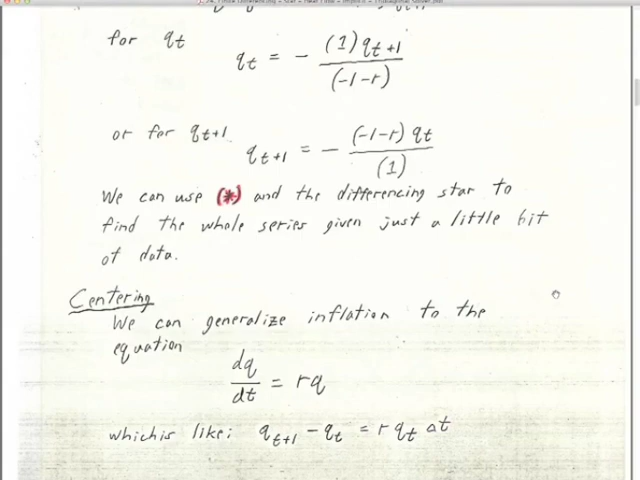 for qt
qt = - (1) qt+1 / (-1-r)
or for qt+1
qt+1 = - (-1-r) qt / (1)
We can use (*) and the differencing star to
find the whole series given just a little bit
of data.
Centering
We can generalize inflation to the
equation
dq/dt = rq
which is like: qt+1 - qt = r qt Δt